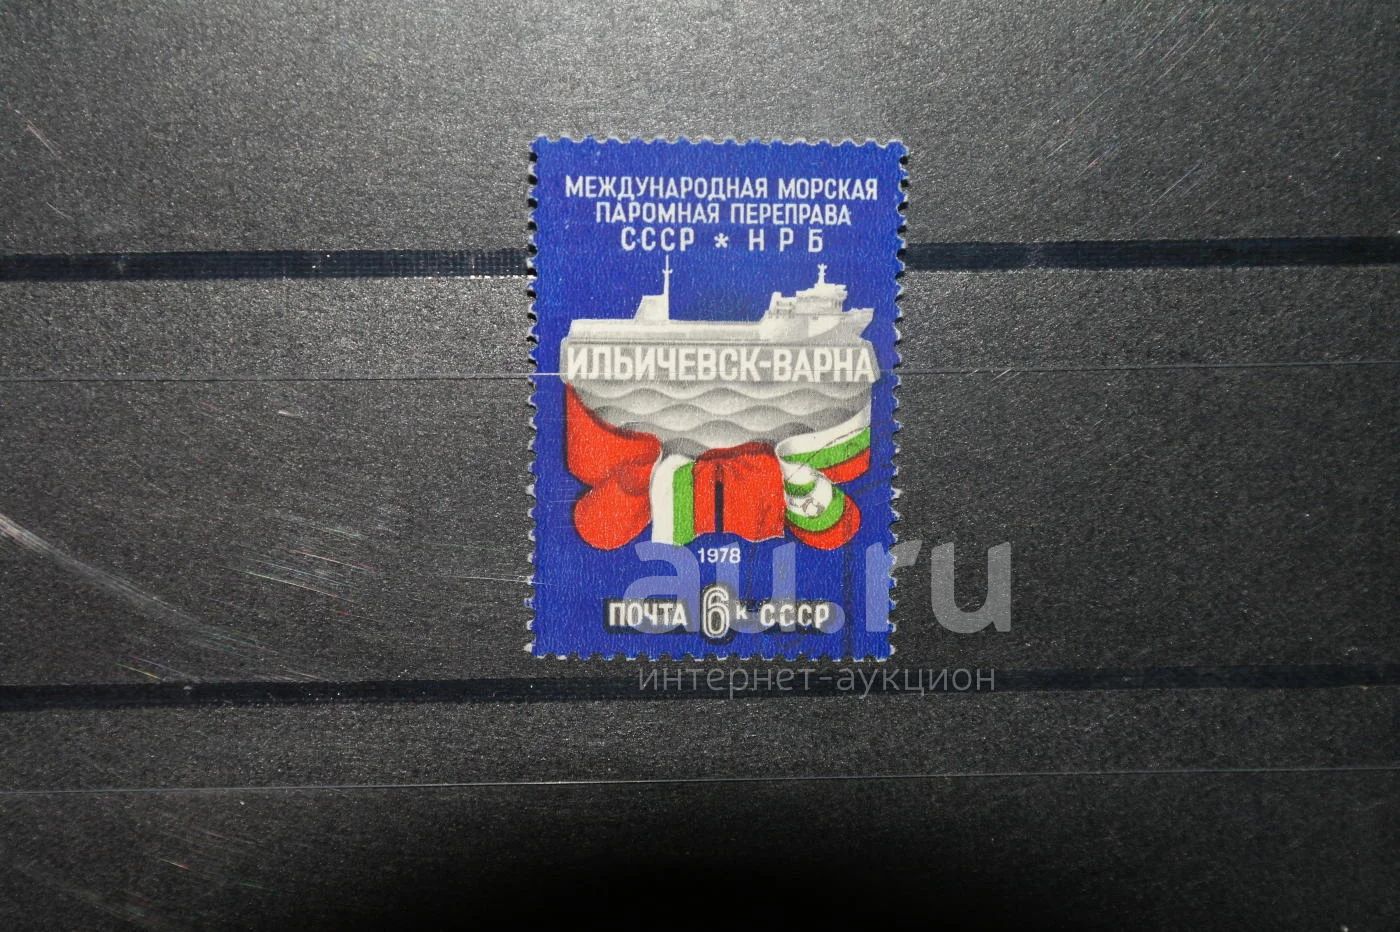 МЕЖДУНАРОДНАЯ МОРСКАЯ
ПАРОМНАЯ ПЕРЕПРАВА
СССР * НРБ
ИЛЬИЧЕВСК-ВАРНА
1978
ПОЧТА 6к СССР
au.ru
интернет-аукцион